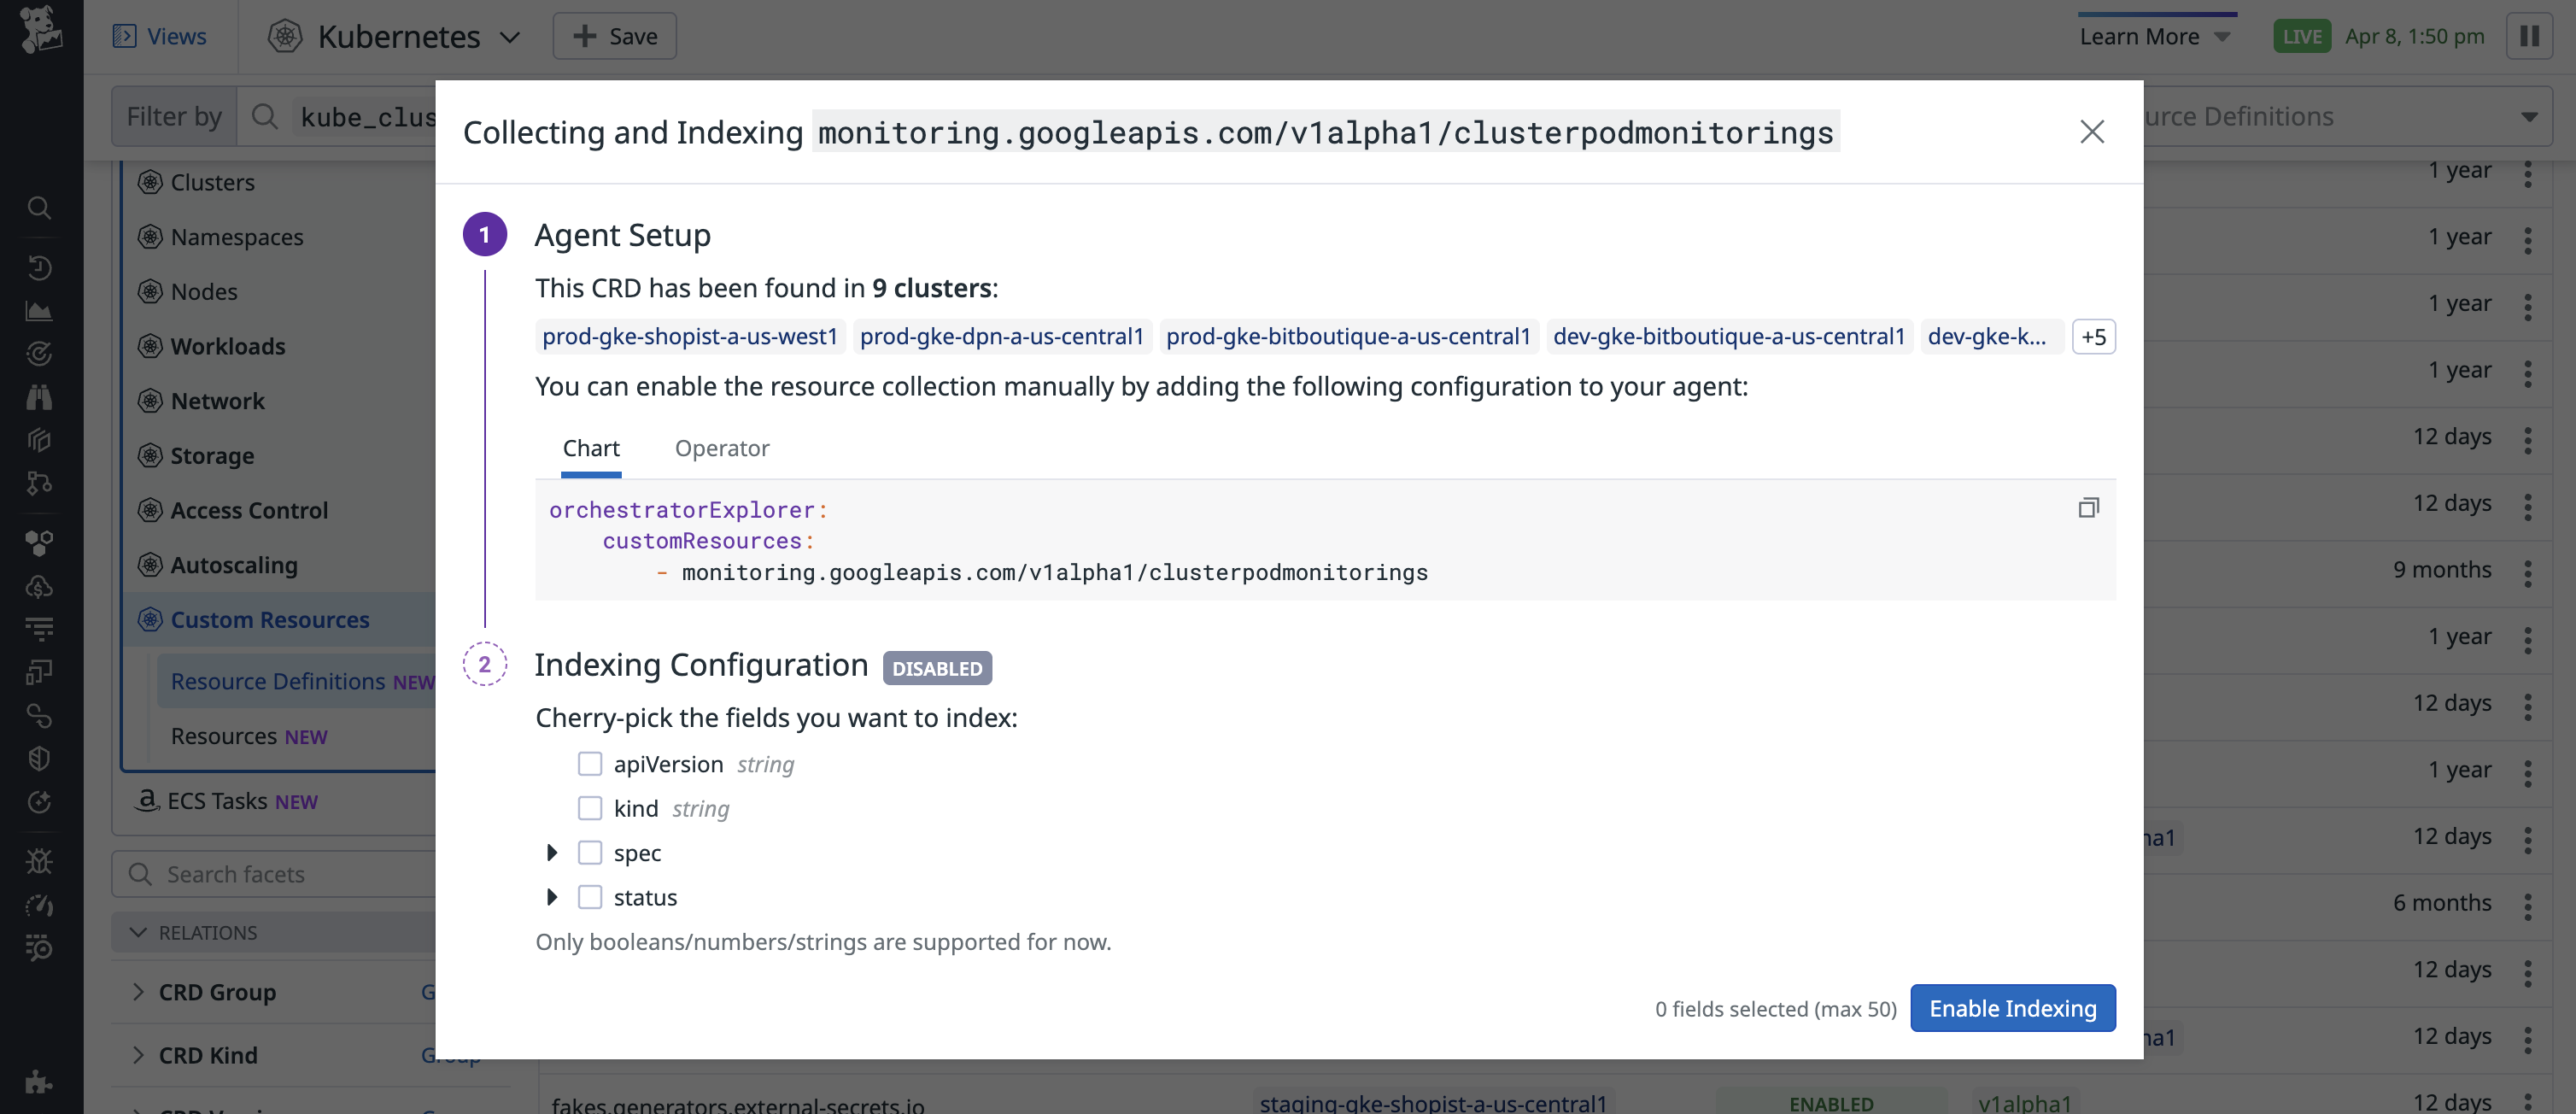 Views
Kubernetes
Save
Learn More
LIVE Apr 8, 1:50 pm
Filter by
kube_clus
urce Definitions
Clusters
Namespaces
Nodes
Workloads
Network
Storage
Access Control
Autoscaling
Custom Resources
Resource Definitions NEW
Resources NEW
ECS Tasks NEW
Search facets
RELATIONS
CRD Group
G
CRD Kind
Group
Collecting and Indexing monitoring.googleapis.com/v1alpha1/clusterpodmonitorings
1 Agent Setup
This CRD has been found in 9 clusters:
prod-gke-shopist-a-us-west1 prod-gke-dpn-a-us-central1 prod-gke-bitboutique-a-us-central1 dev-gke-bitboutique-a-us-central1 dev-gke-k... +5
You can enable the resource collection manually by adding the following configuration to your agent:
Chart Operator
orchestratorExplorer:
customResources:
- monitoring.googleapis.com/v1alpha1/clusterpodmonitorings
2 Indexing Configuration DISABLED
Cherry-pick the fields you want to index:
apiVersion string
kind string
spec
status
Only booleans/numbers/strings are supported for now.
0 fields selected (max 50) Enable Indexing
1 year
1 year
1 year
1 year
12 days
12 days
9 months
1 year
12 days
1 year
ha1 12 days
6 months
12 days
ha1 12 days
fakes.generators.external-secrets.io staging-gke-shopist-a-us-central1 ENABLED v1alpha1 12 days